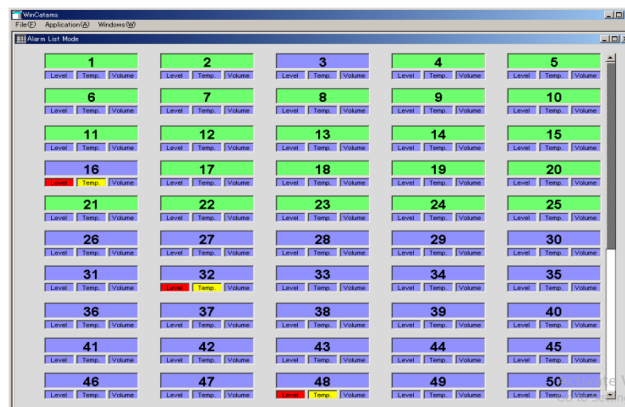 WinCatams
File(F) Application(A) Windows(W)
Alarm List Mode
1 2 3 4 5
Level Temp. Volume Level Temp. Volume Level Temp. Volume Level Temp. Volume Level Temp. Volume
6 7 8 9 10
Level Temp. Volume Level Temp. Volume Level Temp. Volume Level Temp. Volume Level Temp. Volume
11 12 13 14 15
Level Temp. Volume Level Temp. Volume Level Temp. Volume Level Temp. Volume Level Temp. Volume
16 17 18 19 20
Level Temp. Volume Level Temp. Volume Level Temp. Volume Level Temp. Volume Level Temp. Volume
21 22 23 24 25
Level Temp. Volume Level Temp. Volume Level Temp. Volume Level Temp. Volume Level Temp. Volume
26 27 28 29 30
Level Temp. Volume Level Temp. Volume Level Temp. Volume Level Temp. Volume Level Temp. Volume
31 32 33 34 35
Level Temp. Volume Level Temp. Volume Level Temp. Volume Level Temp. Volume Level Temp. Volume
36 37 38 39 40
Level Temp. Volume Level Temp. Volume Level Temp. Volume Level Temp. Volume Level Temp. Volume
41 42 43 44 45
Level Temp. Volume Level Temp. Volume Level Temp. Volume Level Temp. Volume Level Temp. Volume
46 47 48 49 50
Level Temp. Volume Level Temp. Volume Level Temp. Volume Level Temp. Volume Level Temp. Volume